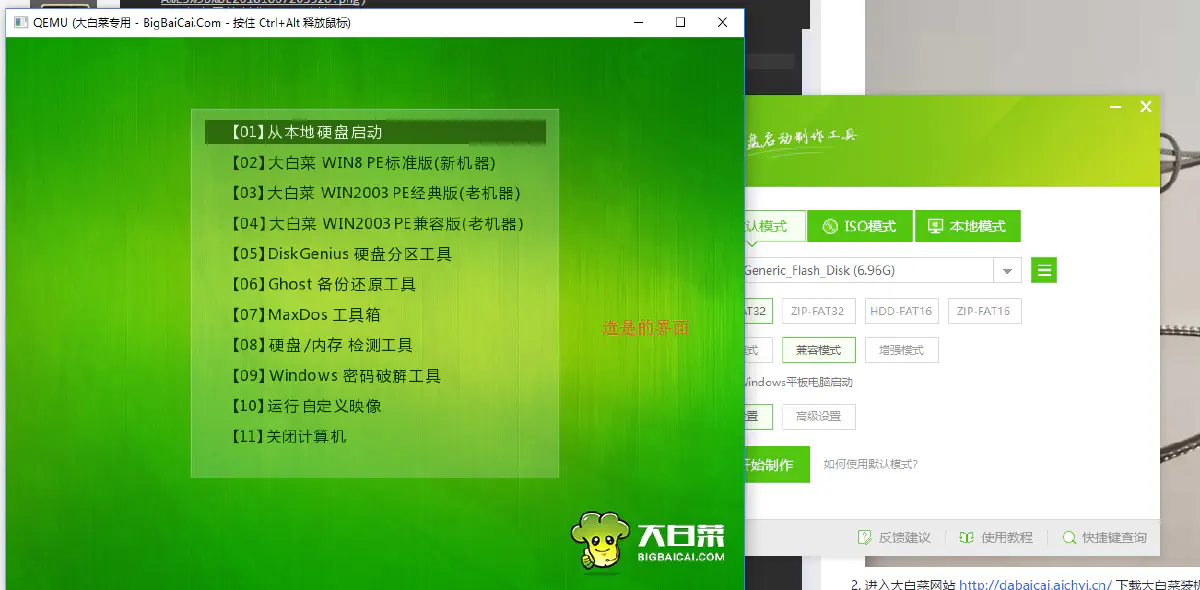 QEMU (大白菜专用 - BigBaiCai.Com - 按住 Ctrl+Alt 释放鼠标)
【01】从本地硬盘启动
【02】大白菜 WIN8 PE标准版(新机器)
【03】大白菜 WIN2003 PE经典版(老机器)
【04】大白菜 WIN2003 PE兼容版(老机器)
【05】DiskGenius 硬盘分区工具
【06】Ghost 备份还原工具
【07】MaxDos 工具箱
【08】硬盘/内存 检测工具
【09】Windows 密码破解工具
【10】运行自定义映像
【11】关闭计算机
造是的界面
大白菜
BIGBAICAI.COM
盘启动制作工具
认模式
ISO模式
本地模式
Generic_Flash_Disk (6.96G)
AT32
ZIP-FAT32
HDD-FAT16
ZIP-FAT16
模式
兼容模式
增强模式
Windows平板电脑启动
置
高级设置
开始制作
如何使用默认模式?
反馈建议
使用教程
快捷键查询
2. 进入大白菜网站 http://dabaicai.aichyi.cn/ 下载大白菜装机